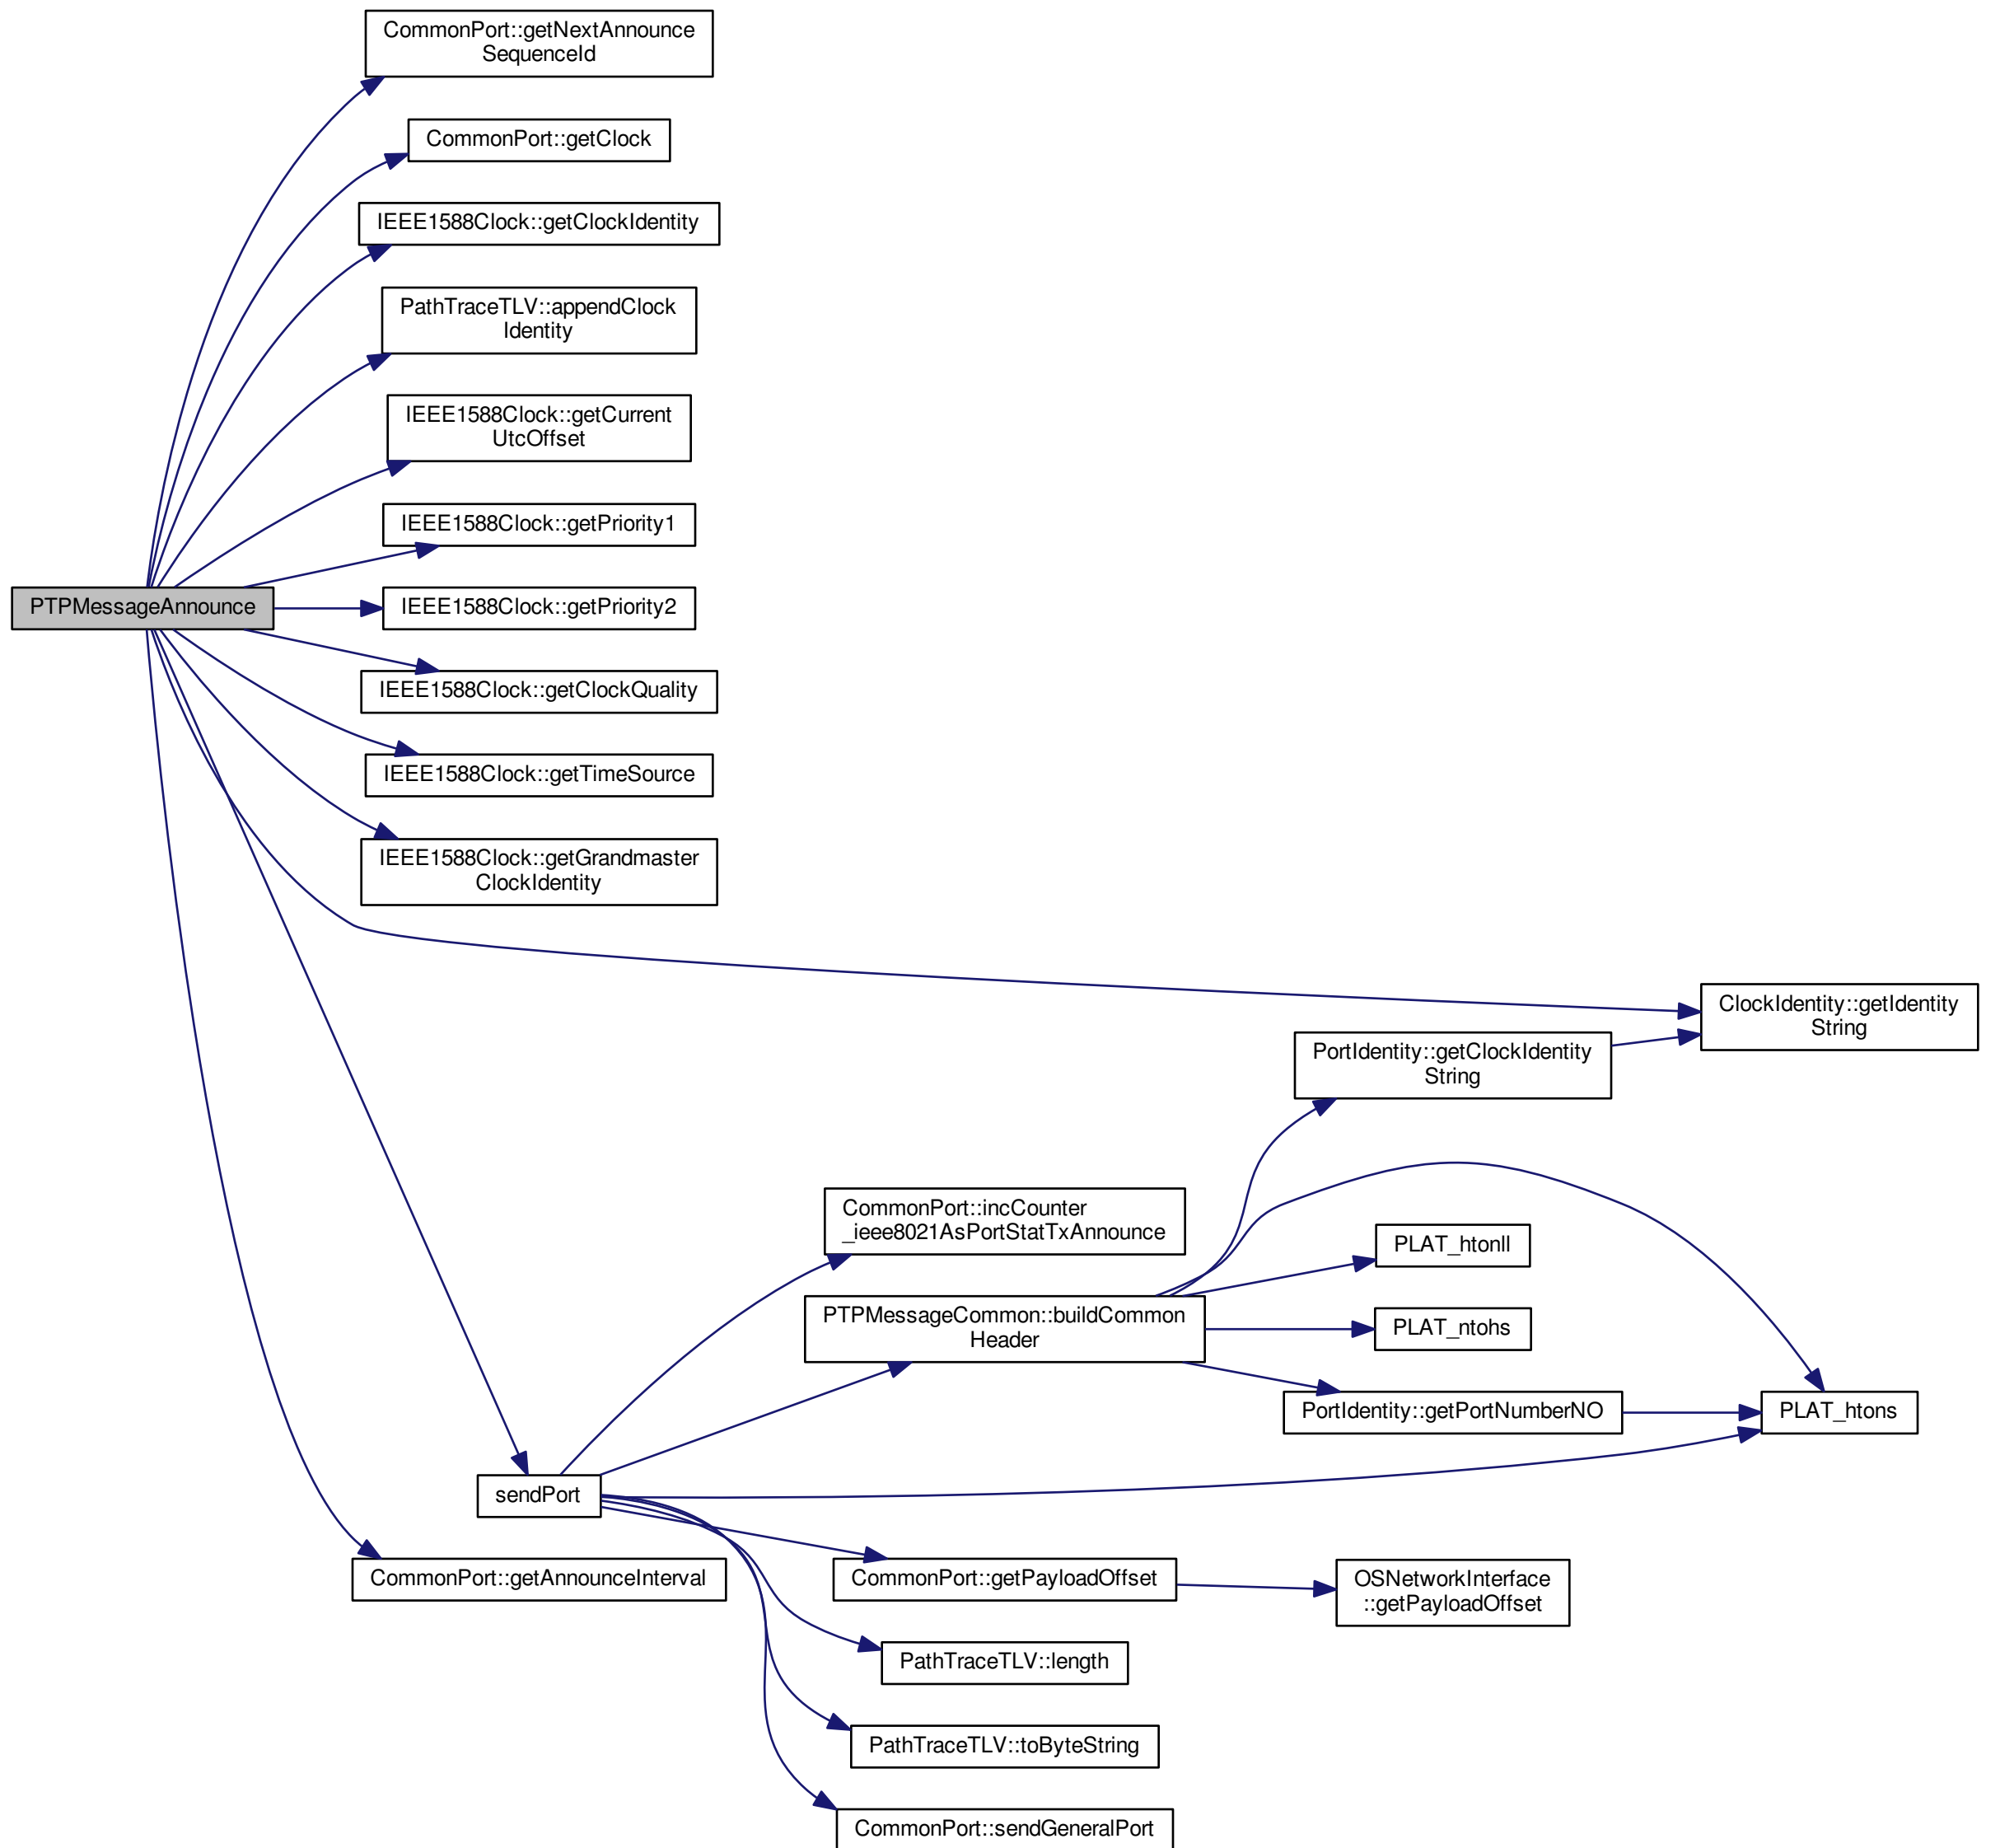 CommonPort::getNextAnnounce
SequenceId
CommonPort::getClock
IEEE1588Clock::getClockIdentity
PathTraceTLV::appendClock
Identity
IEEE1588Clock::getCurrent
UtcOffset
IEEE1588Clock::getPriority1
PTPMessageAnnounce
IEEE1588Clock::getPriority2
IEEE1588Clock::getClockQuality
IEEE1588Clock::getTimeSource
IEEE1588Clock::getGrandmaster
ClockIdentity
ClockIdentity::getIdentity
String
PortIdentity::getClockIdentity
String
CommonPort::incCounter
_ieee8021AsPortStatTxAnnounce
PLAT_htonll
PTPMessageCommon::buildCommon
Header
PLAT_ntohs
PortIdentity::getPortNumberNO
PLAT_htons
sendPort
CommonPort::getAnnounceInterval
CommonPort::getPayloadOffset
OSNetworkInterface
::getPayloadOffset
PathTraceTLV::length
PathTraceTLV::toByteString
CommonPort::sendGeneralPort